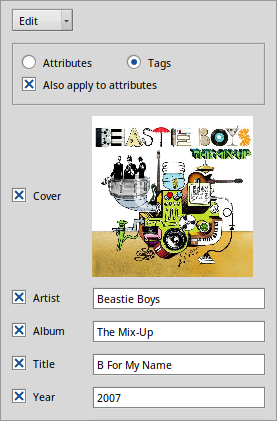 Edit
Attributes Tags
Also apply to attributes
BEASTIE BOYS
THE MIX-UP
Cover
Artist Beastie Boys
Album The Mix-Up
Title B For My Name
Year 2007